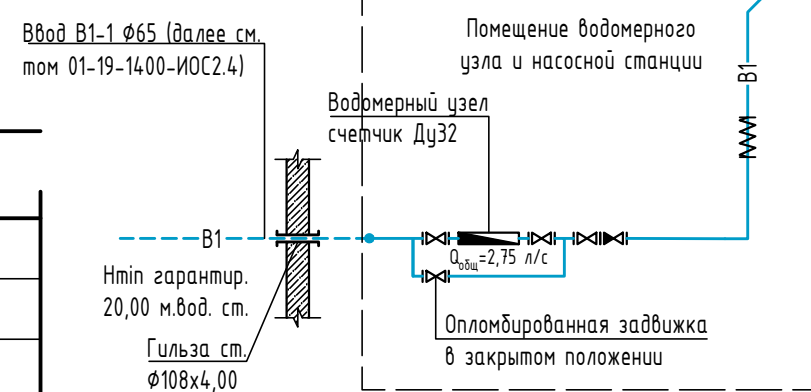 Ввод В1-1 Ø65 (далее см.
том 01-19-1400-ИОС2.4)
Помещение водомерного
узла и насосной станции
В1
Водомерный узел
счетчик Ду32
В1
Qобщ=2,75 л/с
Hmin гарантир.
20,00 м.вод. ст.
Гильза ст.
Ø108х4,00
Опломбированная задвижка
в закрытом положении